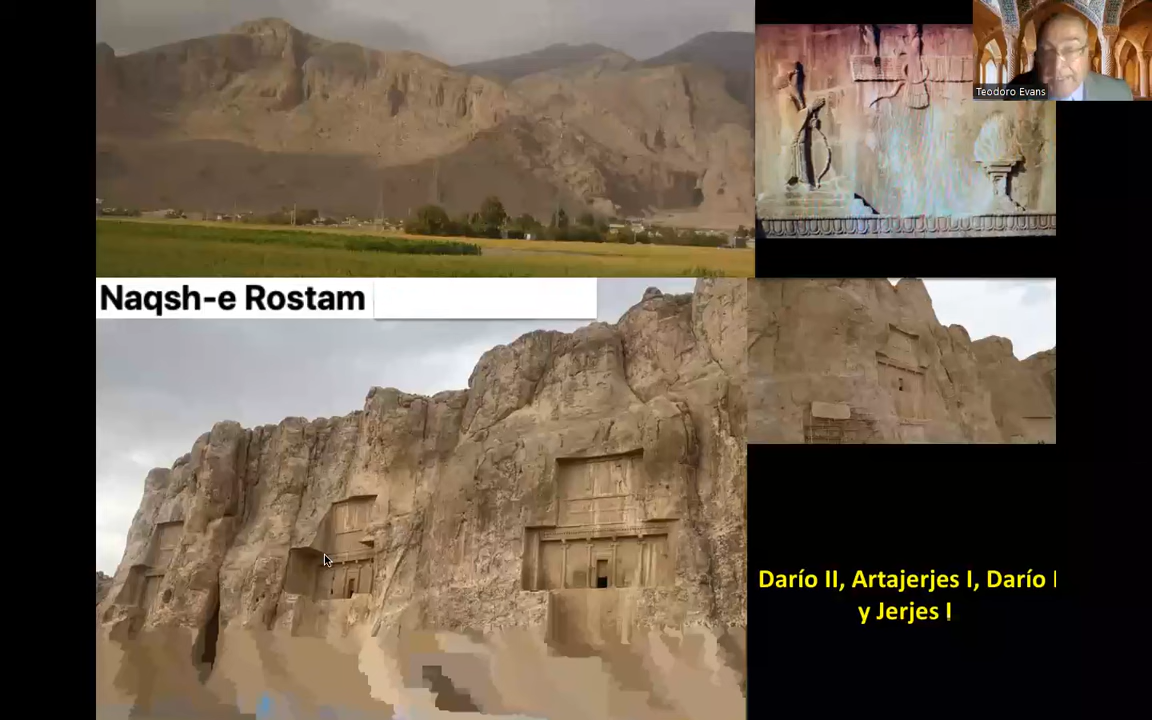 Teodoro Evans
Naqsh-e Rostam
Darío II, Artajerjes I, Darío I
y Jerjes I